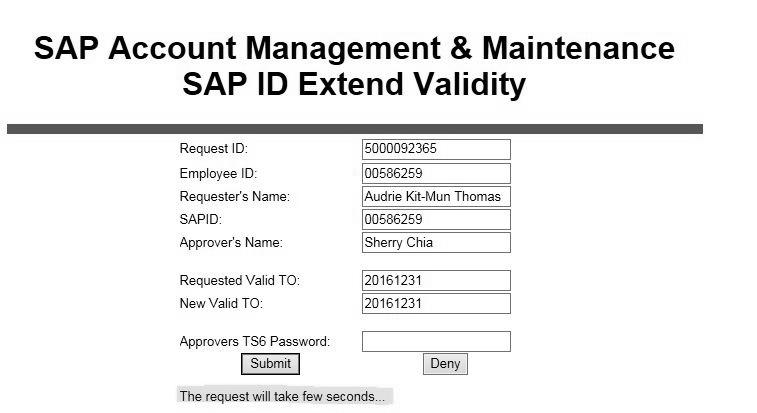 SAP Account Management & Maintenance
SAP ID Extend Validity
Request ID: 5000092365
Employee ID: 00586259
Requester's Name: Audrie Kit-Mun Thomas
SAPID: 00586259
Approver's Name: Sherry Chia
Requested Valid TO: 20161231
New Valid TO: 20161231
Approvers TS6 Password:
Submit Deny
The request will take few seconds...